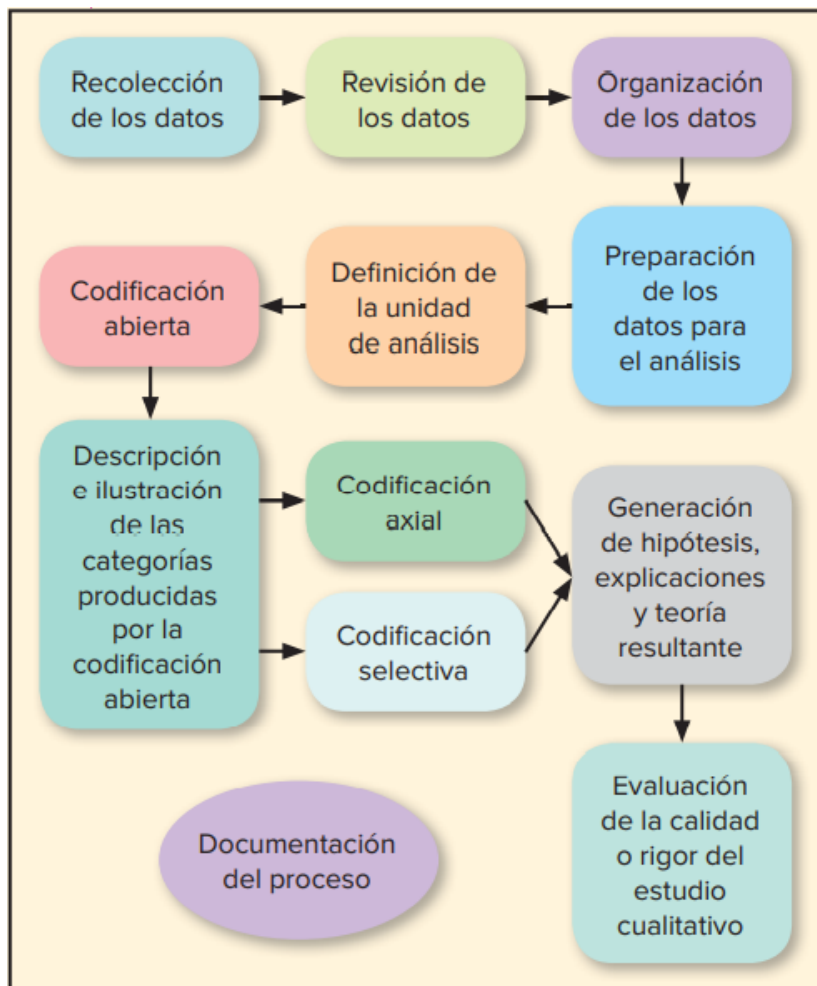 Recolección
de los datos
Revisión de
los datos
Organización
de los datos
Preparación
de los
datos para
el análisis
Definición de
la unidad
de análisis
Codificación
abierta
Descripción
e ilustración
de las
categorías
producidas
por la
codificación
abierta
Codificación
axial
Codificación
selectiva
Generación
de hipótesis,
explicaciones
y teoría
resultante
Evaluación
de la calidad
o rigor del
estudio
cualitativo
Documentación
del proceso